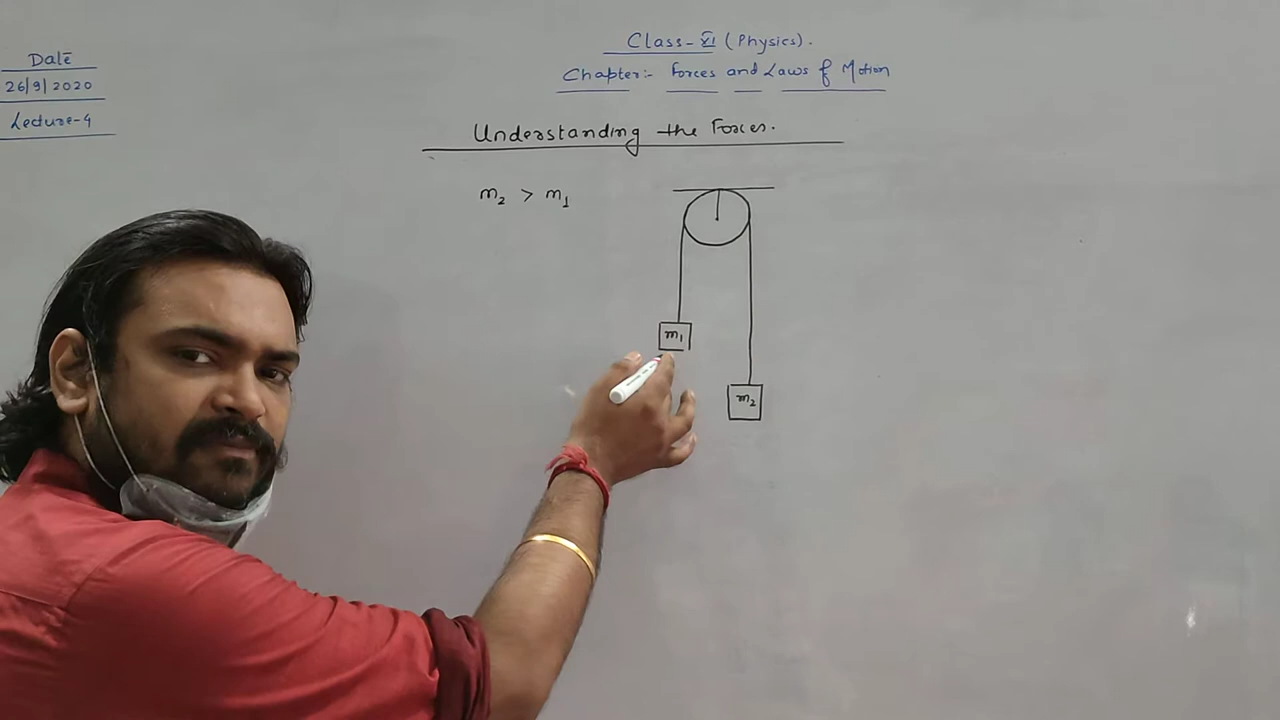 Date
26/9/2020
Lecture-4
Class-XI (Physics).
Chapter:- Forces and Laws of Motion
Understanding the Forces.
m₂ > m₁
m₁
m₂